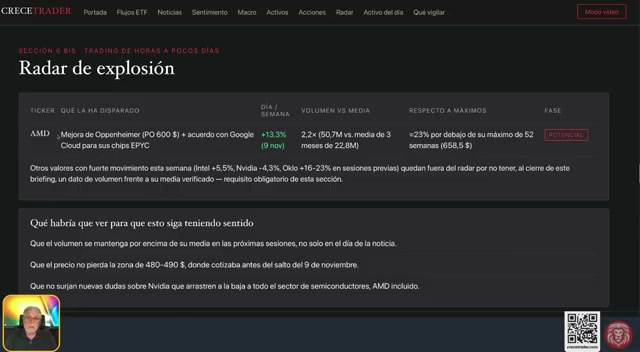 CRECETRADER Portada Flujos ETF Noticias Sentimiento Macro Activos Acciones Radar Activo del día Qué vigilar Modo vídeo
SECCIÓN 6 BIS · TRADING DE HORAS A POCOS DÍAS
Radar de explosión
TICKER QUÉ LA HA DISPARADO DÍA / SEMANA VOLUMEN VS MEDIA RESPECTO A MÁXIMOS FASE
AMD Mejora de Oppenheimer (PO 600 $) + acuerdo con Google +13,3% 2,2× (50,7M vs. media de 3 ≈23% por debajo de su máximo de 52 POTENCIAL
Cloud para sus chips EPYC (9 nov) meses de 22,8M) semanas (658,5 $)
Otros valores con fuerte movimiento esta semana (Intel +5,5%, Nvidia -4,3%, Oklo +16-23% en sesiones previas) quedan fuera del radar por no tener, al cierre de este
briefing, un dato de volumen frente a su media verificado — requisito obligatorio de esta sección.
Qué habría que ver para que esto siga teniendo sentido
Que el volumen se mantenga por encima de su media en las próximas sesiones, no solo en el día de la noticia.
Que el precio no pierda la zona de 480-490 $, donde cotizaba antes del salto del 9 de noviembre.
Que no surjan nuevas dudas sobre Nvidia que arrastren a la baja a todo el sector de semiconductores, AMD incluido.
crecetrader.com